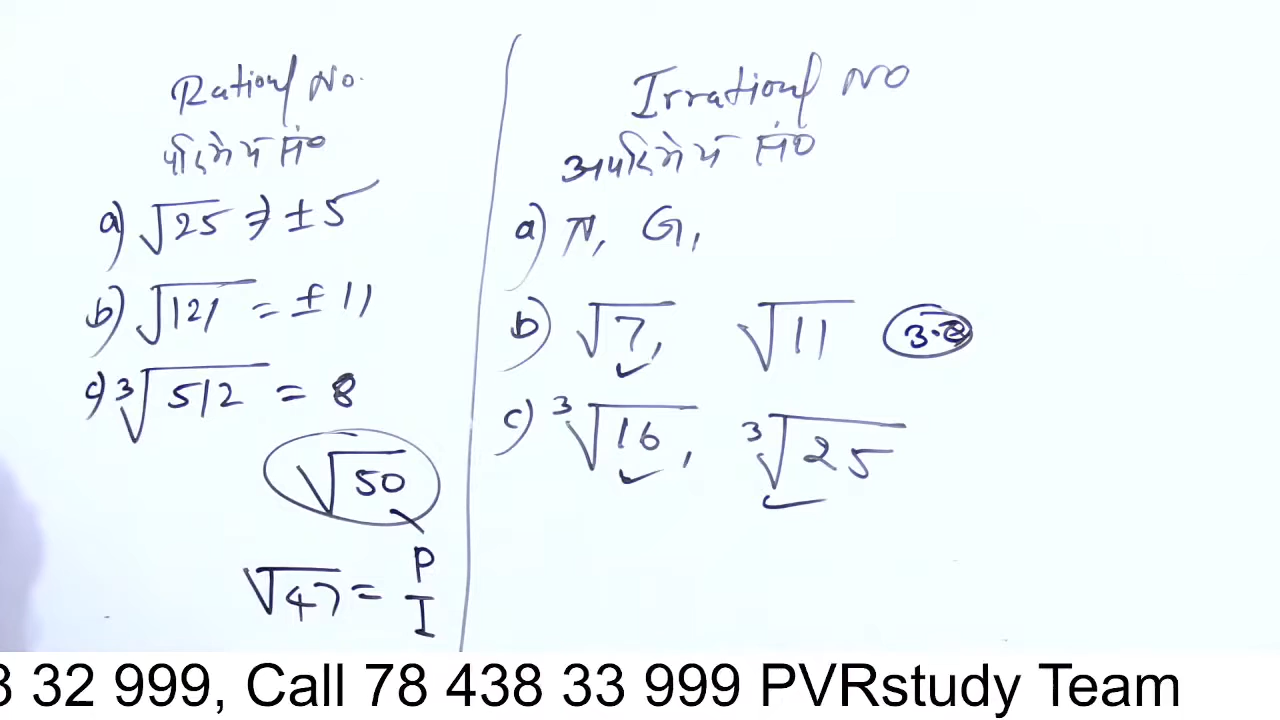 Rational No.
परिमेय सं०
a) √25 ⇒ ±5
b) √121 = ±11
c) ∛512 = 8
√50
P
√47 = I
Irrational NO
अपरिमेय सं०
a) π, G,
b) √7, √11
c) ∛16, ∛25
3 32 999, Call 78 438 33 999 PVRstudy Team